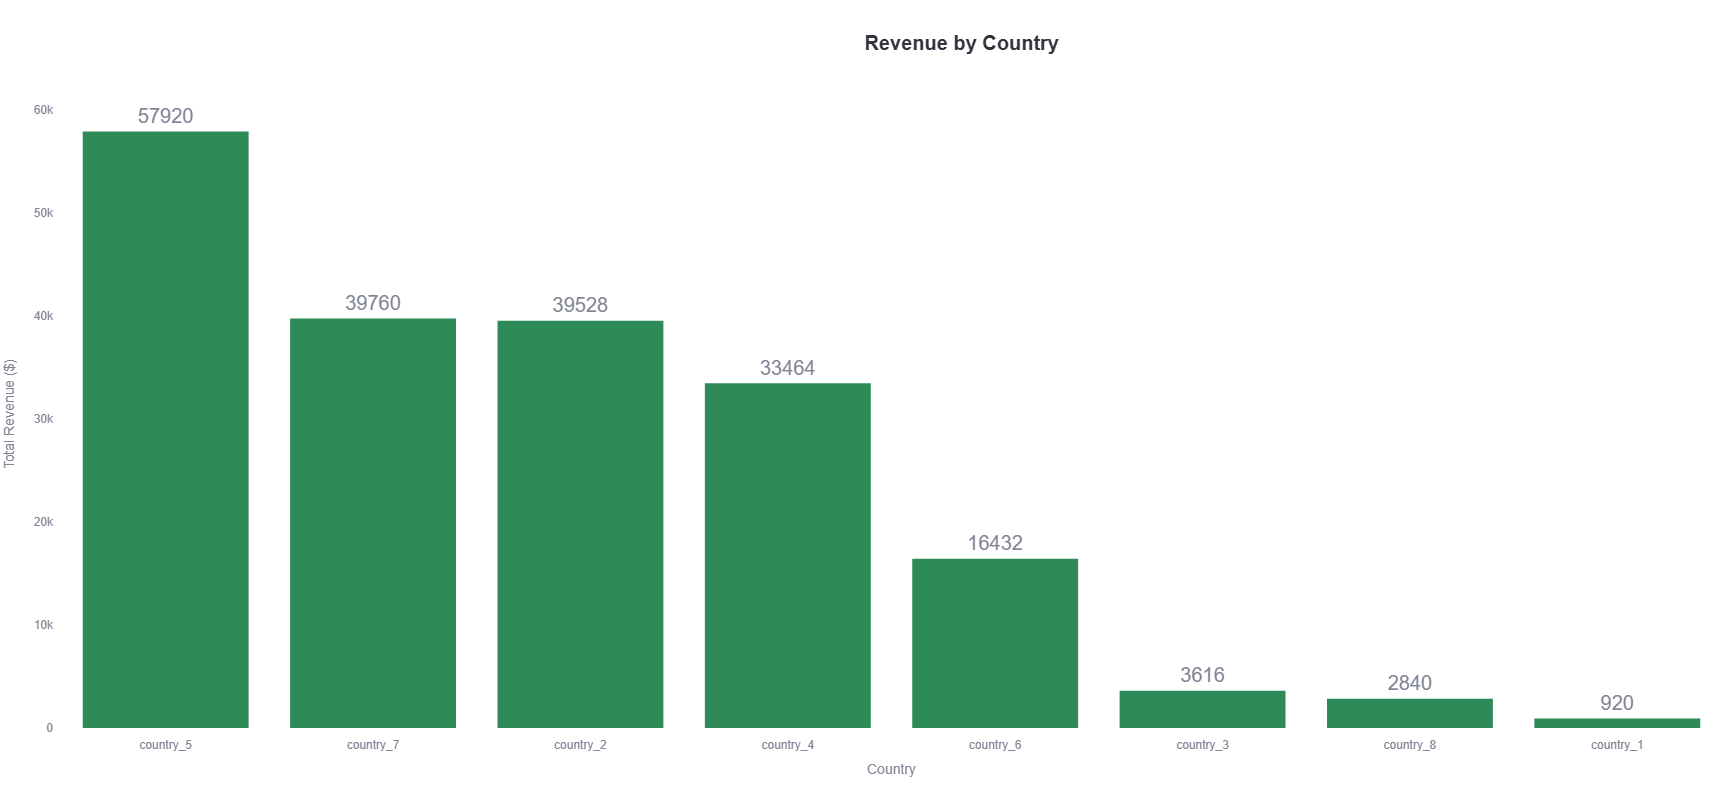 Revenue by Country
60k
50k
40k
30k
20k
10k
0
Total Revenue ($)
57920
39760
39528
33464
16432
3616
2840
920
country_5
country_7
country_2
country_4
country_6
country_3
country_8
country_1
Country